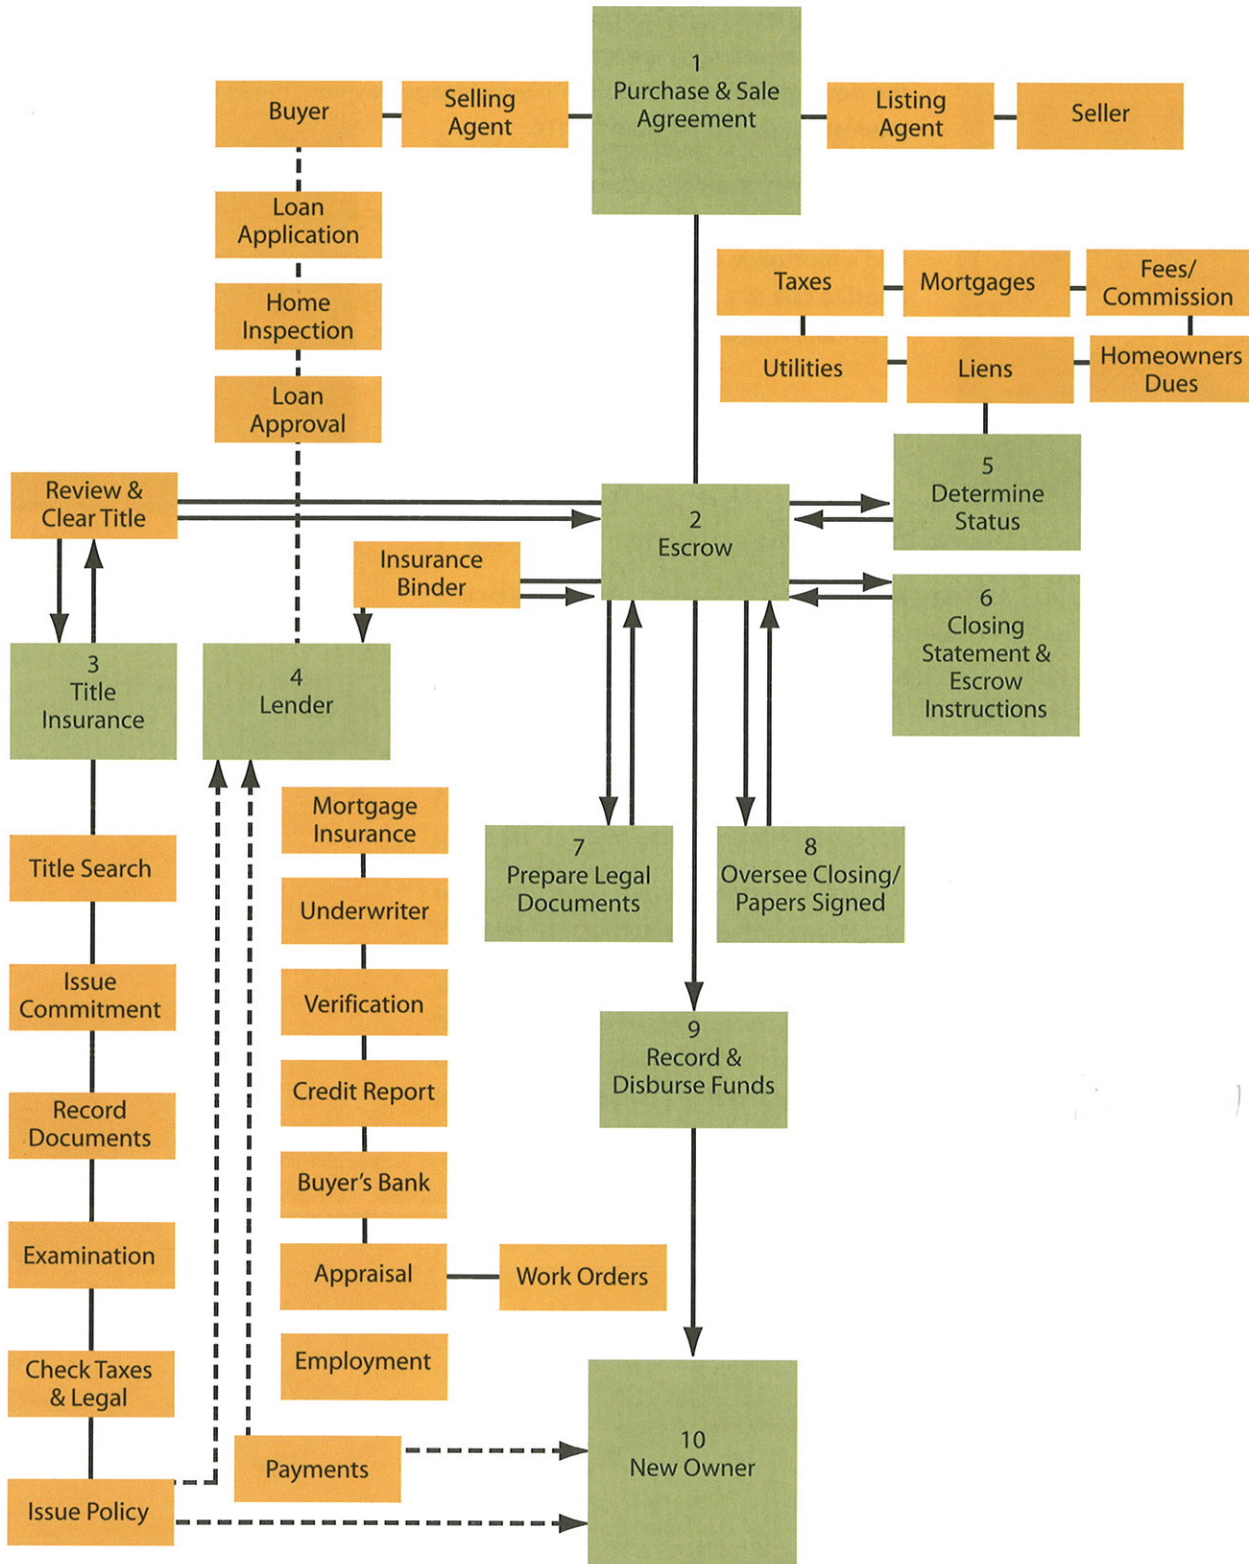 1
Purchase & Sale
Agreement
Buyer
Selling
Agent
Listing
Agent
Seller
Loan
Application
Home
Inspection
Loan
Approval
Taxes
Mortgages
Fees/
Commission
Utilities
Liens
Homeowners
Dues
Review &
Clear Title
2
Escrow
5
Determine
Status
Insurance
Binder
6
Closing
Statement &
Escrow
Instructions
3
Title
Insurance
4
Lender
Mortgage
Insurance
7
Prepare Legal
Documents
8
Oversee Closing/
Papers Signed
Title Search
Underwriter
Issue
Commitment
Verification
9
Record &
Disburse Funds
Credit Report
Record
Documents
Buyer's Bank
Examination
Appraisal
Work Orders
Employment
Check Taxes
& Legal
Payments
10
New Owner
Issue Policy